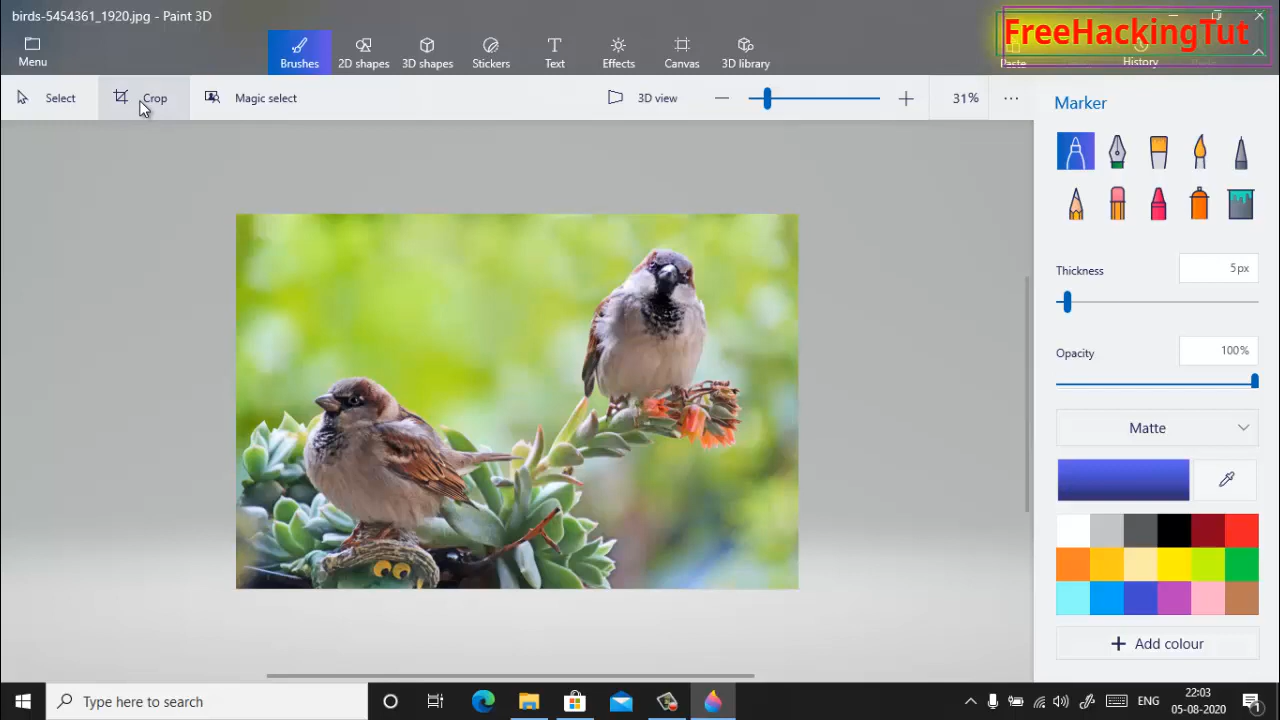 birds-5454361_1920.jpg - Paint 3D
FreeHackingTut
Menu
Brushes
2D shapes
3D shapes
Stickers
Text
Effects
Canvas
3D library
Paste
History
Select
Crop
Magic select
3D view
31%
Marker
Thickness
5px
Opacity
100%
Matte
Add colour
Type here to search
ENG
22:03
05-08-2020
1